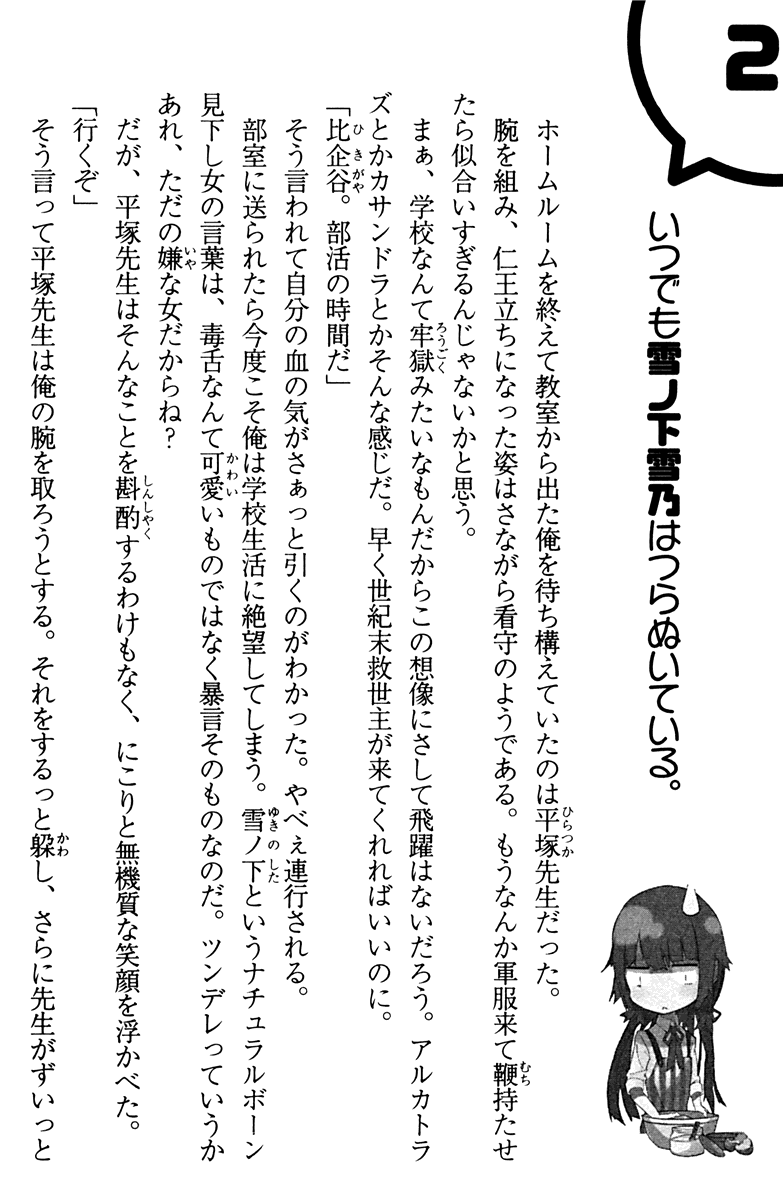 2
いつでも雪ノ下雪乃はつらぬいている。
ホームルームを終えて教室から出た俺を待ち構えていたのは平塚先生だった。
腕を組み、仁王立ちになった姿はさながら看守のようである。もうなんか軍服来て鞭持たせ
たら似合いすぎるんじゃないかと思う。
まぁ、学校なんて牢獄みたいなもんだからこの想像にさして飛躍はないだろう。アルカトラ
ズとかカサンドラとかそんな感じだ。早く世紀末救世主が来てくれればいいのに。
「比企谷。部活の時間だ」
そう言われて自分の血の気がさぁっと引くのがわかった。やべぇ連行される。
部室に送られたら今度こそ俺は学校生活に絶望してしまう。雪ノ下というナチュラルボーン
見下し女の言葉は、毒舌なんて可愛いものではなく暴言そのものなのだ。ツンデレっていうか
あれ、ただの嫌な女だからね?
だが、平塚先生はそんなことを斟酌するわけもなく、にこりと無機質な笑顔を浮かべた。
「行くぞ」
そう言って平塚先生は俺の腕を取ろうとする。それをするっと躱し、さらに先生がずいっと